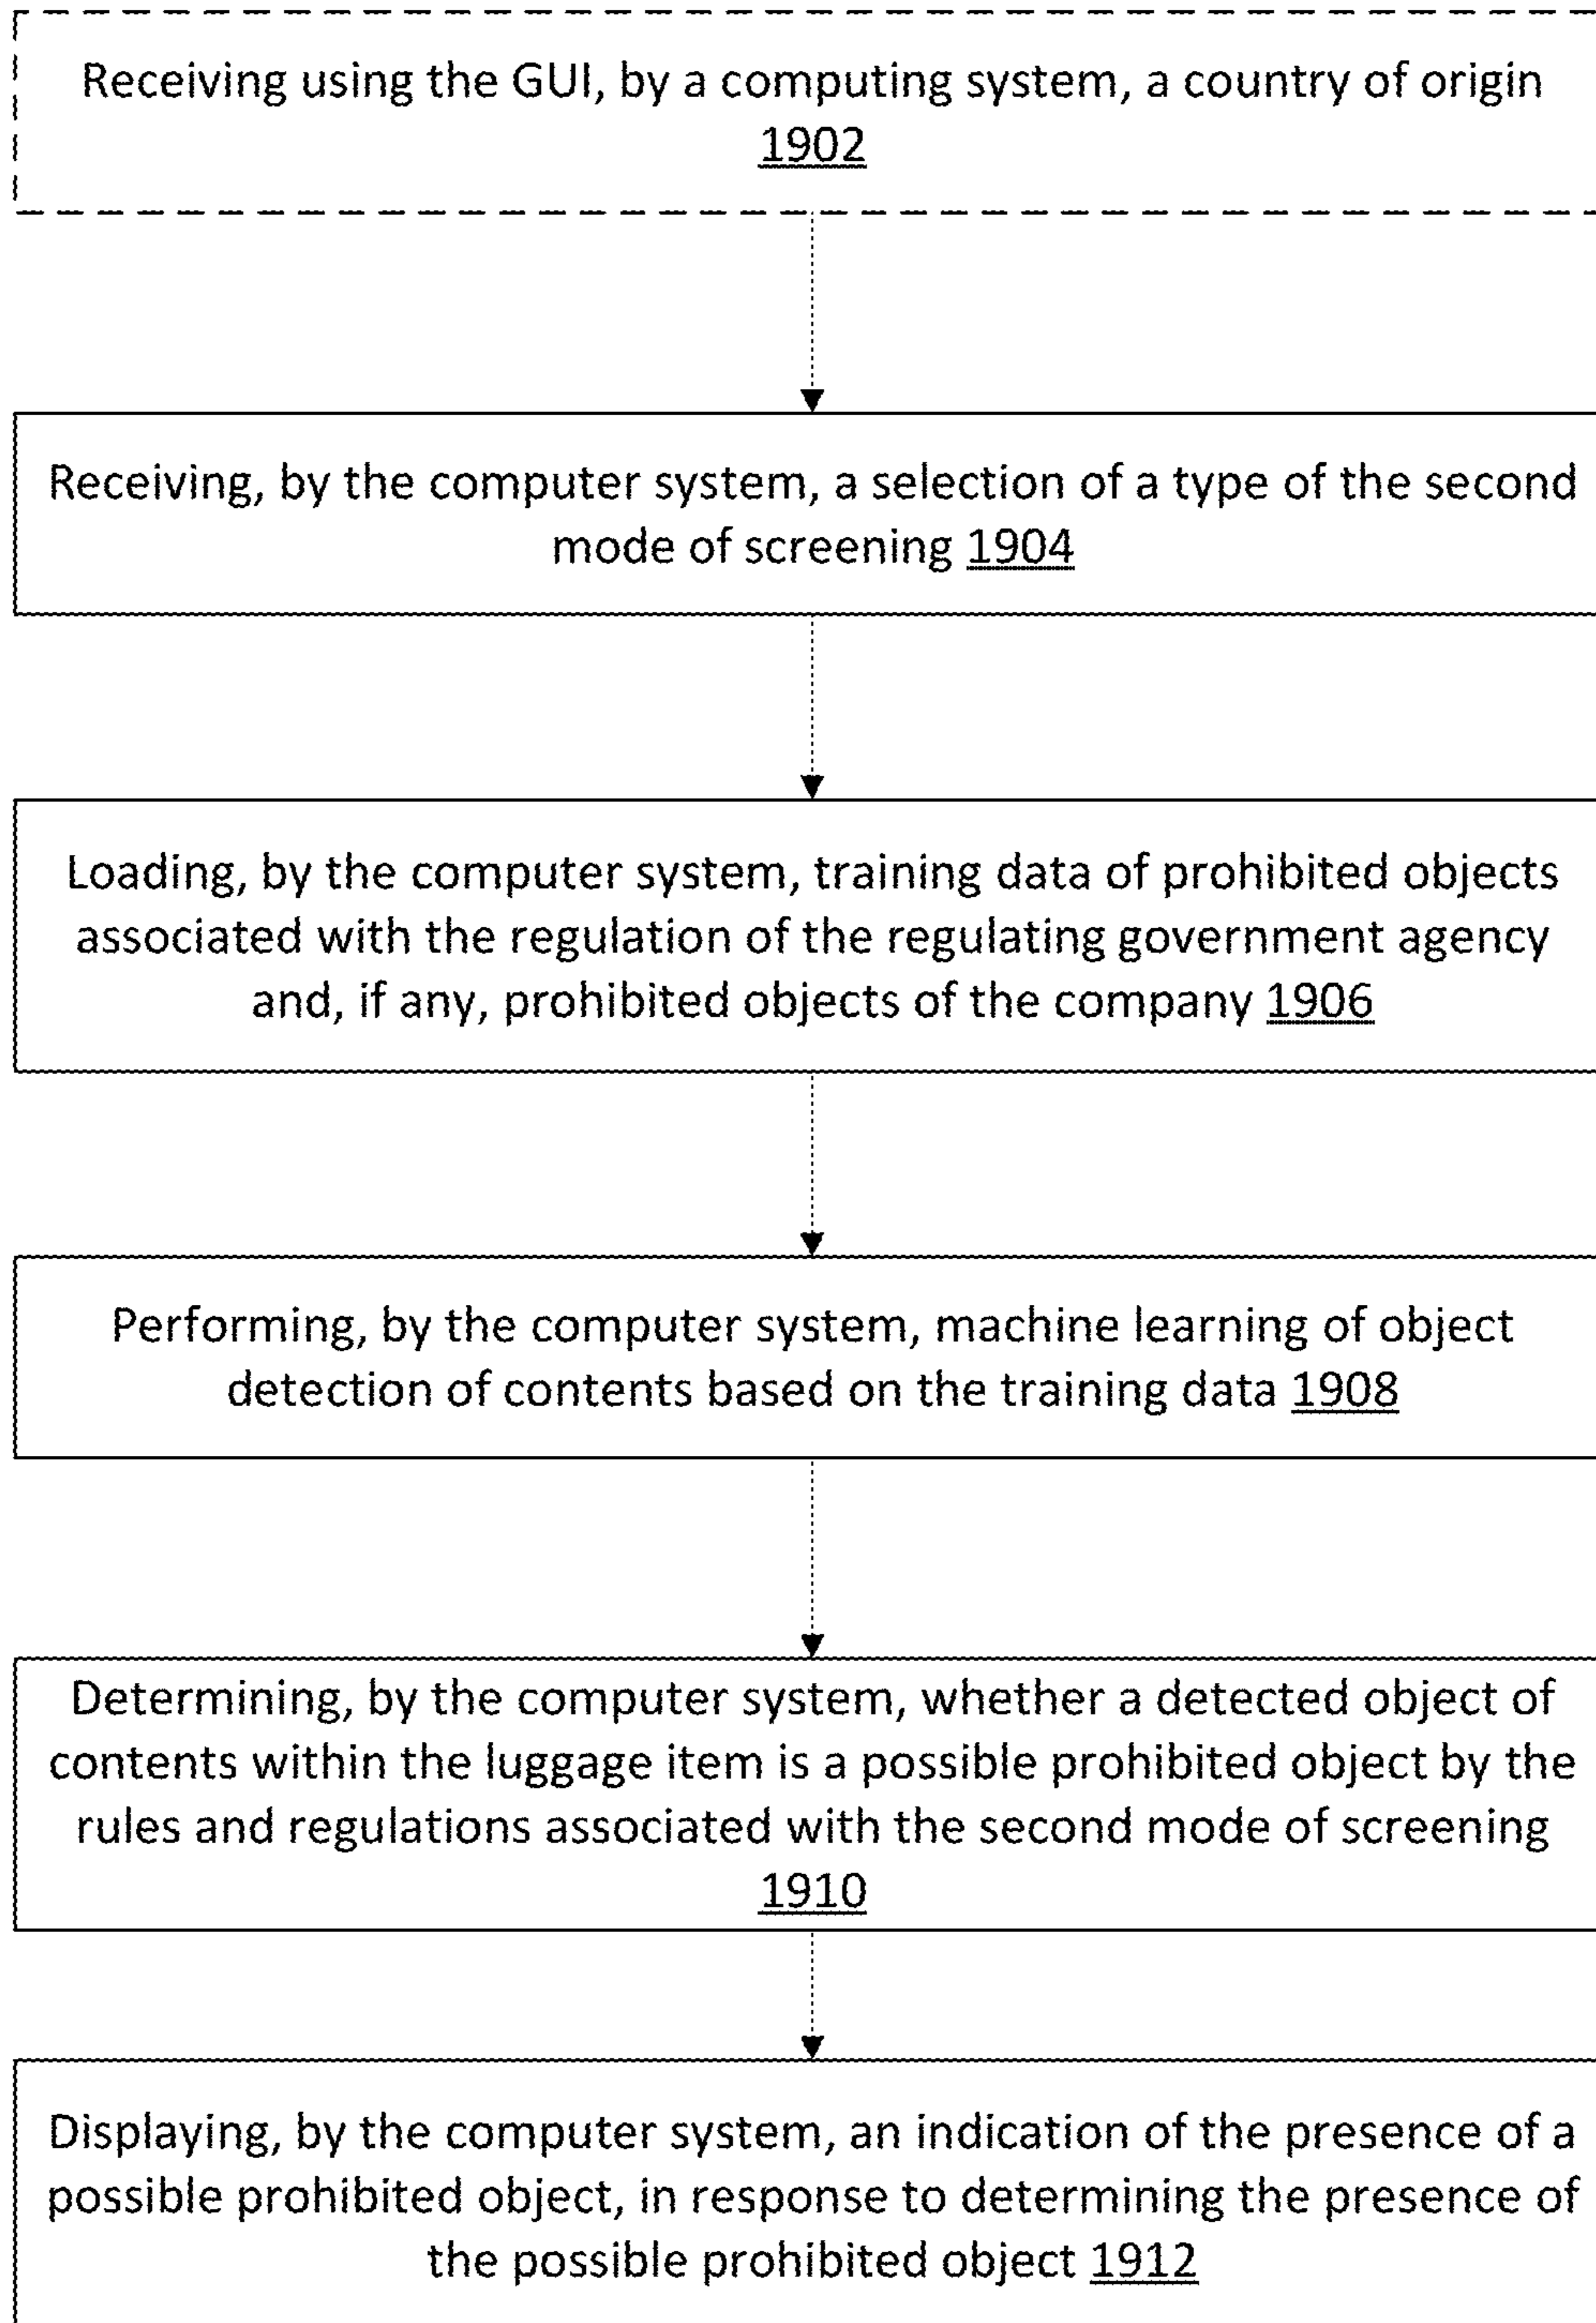 Receiving using the GUI, by a computing system, a country of origin
1902
Receiving, by the computer system, a selection of a type of the second
mode of screening 1904
Loading, by the computer system, training data of prohibited objects
associated with the regulation of the regulating government agency
and, if any, prohibited objects of the company 1906
Performing, by the computer system, machine learning of object
detection of contents based on the training data 1908
Determining, by the computer system, whether a detected object of
contents within the luggage item is a possible prohibited object by the
rules and regulations associated with the second mode of screening
1910
Displaying, by the computer system, an indication of the presence of a
possible prohibited object, in response to determining the presence of
the possible prohibited object 1912